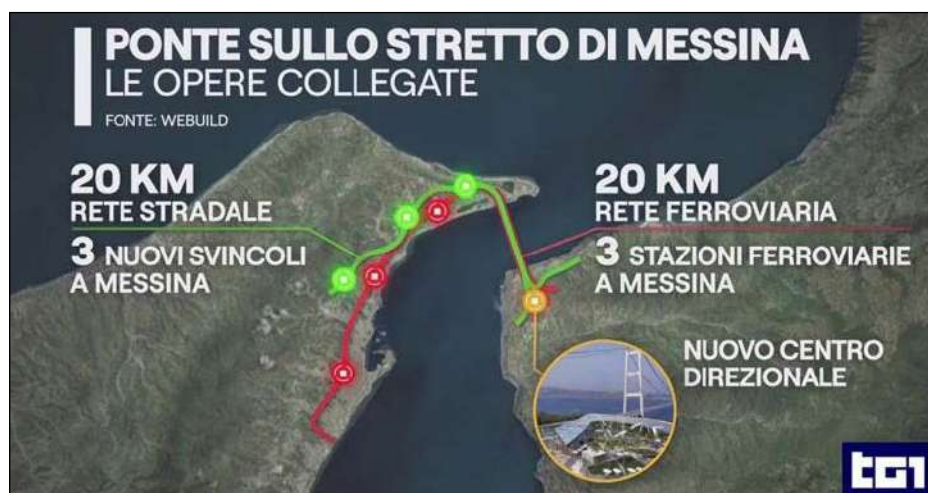 PONTE SULLO STRETTO DI MESSINA
LE OPERE COLLEGATE
FONTE: WEBUILD
20 KM
RETE STRADALE
3 NUOVI SVINCOLI
A MESSINA
20 KM
RETE FERROVIARIA
3 STAZIONI FERROVIARIE
A MESSINA
NUOVO CENTRO
DIREZIONALE
tg1